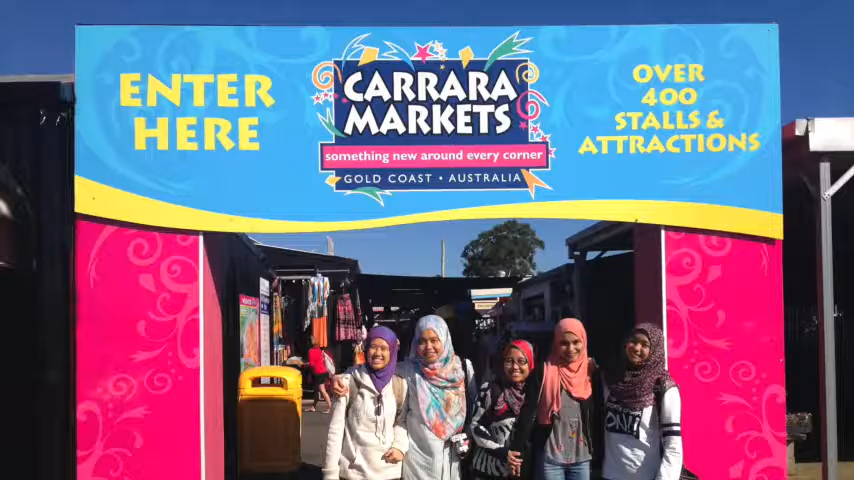 ENTER
HERE
CARRARA
MARKETS
something new around every corner
GOLD COAST • AUSTRALIA
OVER
400
STALLS &
ATTRACTIONS